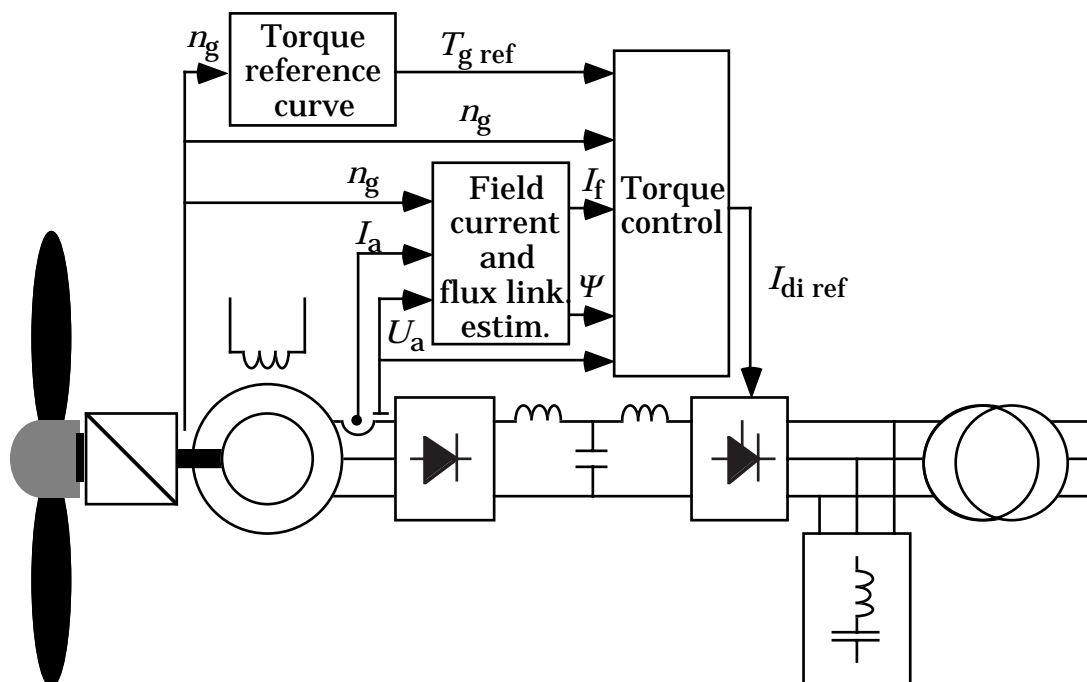 n_g
Torque
reference
curve
T_g ref
n_g
n_g
Field
current
and
flux link.
estim.
I_a
U_a
I_f
Ψ
Torque
control
I_di ref